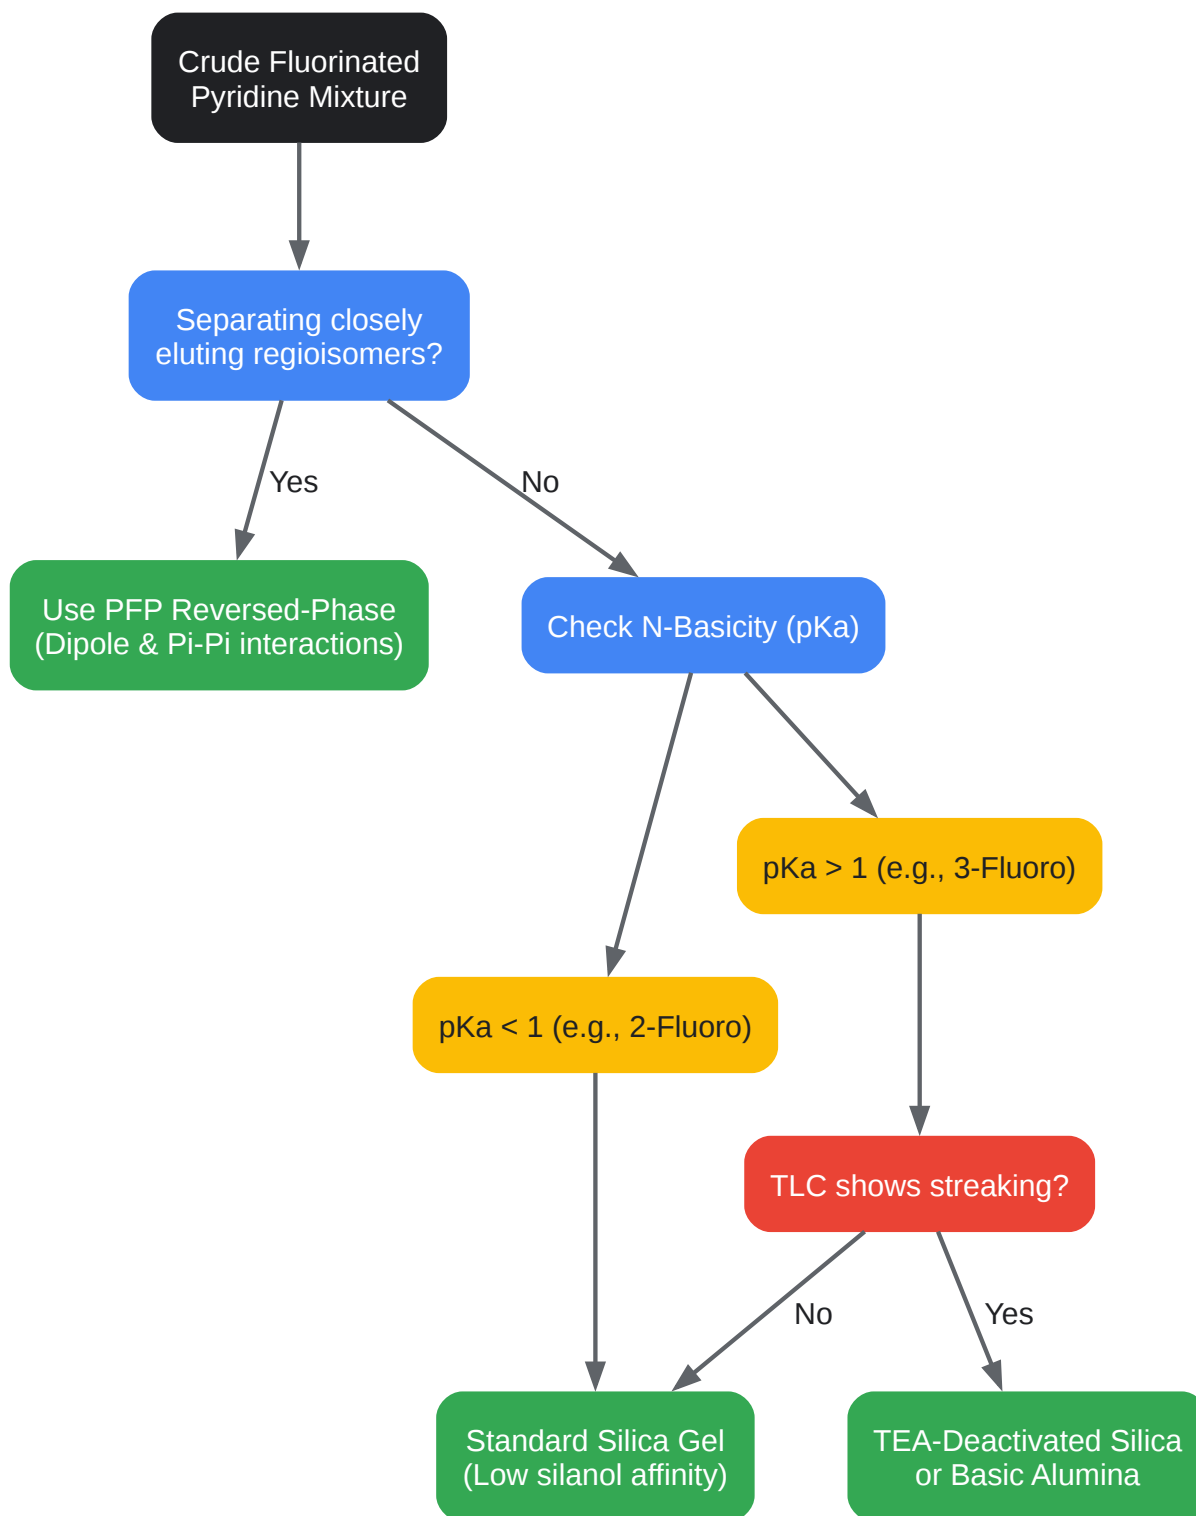 Crude Fluorinated
Pyridine Mixture
Separating closely
eluting regioisomers?
Yes
No
Use PFP Reversed-Phase
(Dipole & Pi-Pi interactions)
Check N-Basicity (pKa)
pKa > 1 (e.g., 3-Fluoro)
pKa < 1 (e.g., 2-Fluoro)
TLC shows streaking?
No
Yes
Standard Silica Gel
(Low silanol affinity)
TEA-Deactivated Silica
or Basic Alumina